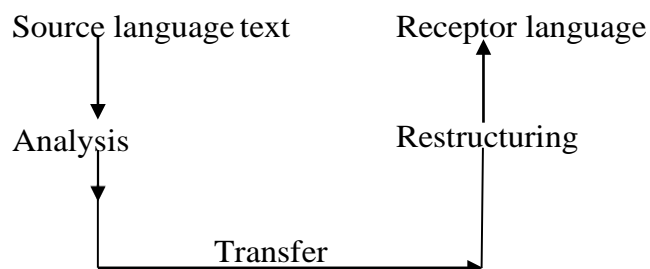 Source language text
Receptor language
Analysis
Restructuring
Transfer